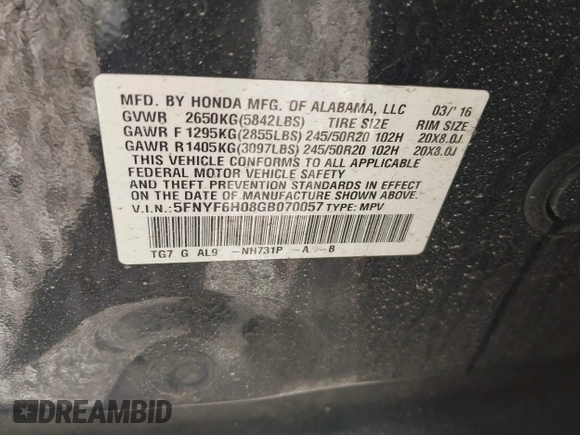 MFD. BY HONDA MFG. OF ALABAMA, LLC 03/'16
GVWR 2650KG(5842LBS) TIRE SIZE RIM SIZE
GAWR F 1295KG(2855LBS) 245/50R20 102H 20X8.0J
GAWR R1405KG(3097LBS) 245/50R20 102H 20X8.0J
THIS VEHICLE CONFORMS TO ALL APPLICABLE
FEDERAL MOTOR VEHICLE SAFETY
AND THEFT PREVENTION STANDARDS IN EFFECT
ON THE DATE OF MANUFACTURE SHOWN ABOVE.
V.I.N.:5FNYF6H08GB070057 TYPE: MPV
TG7 G AL9 -NH731P -A -B
DREAMBID